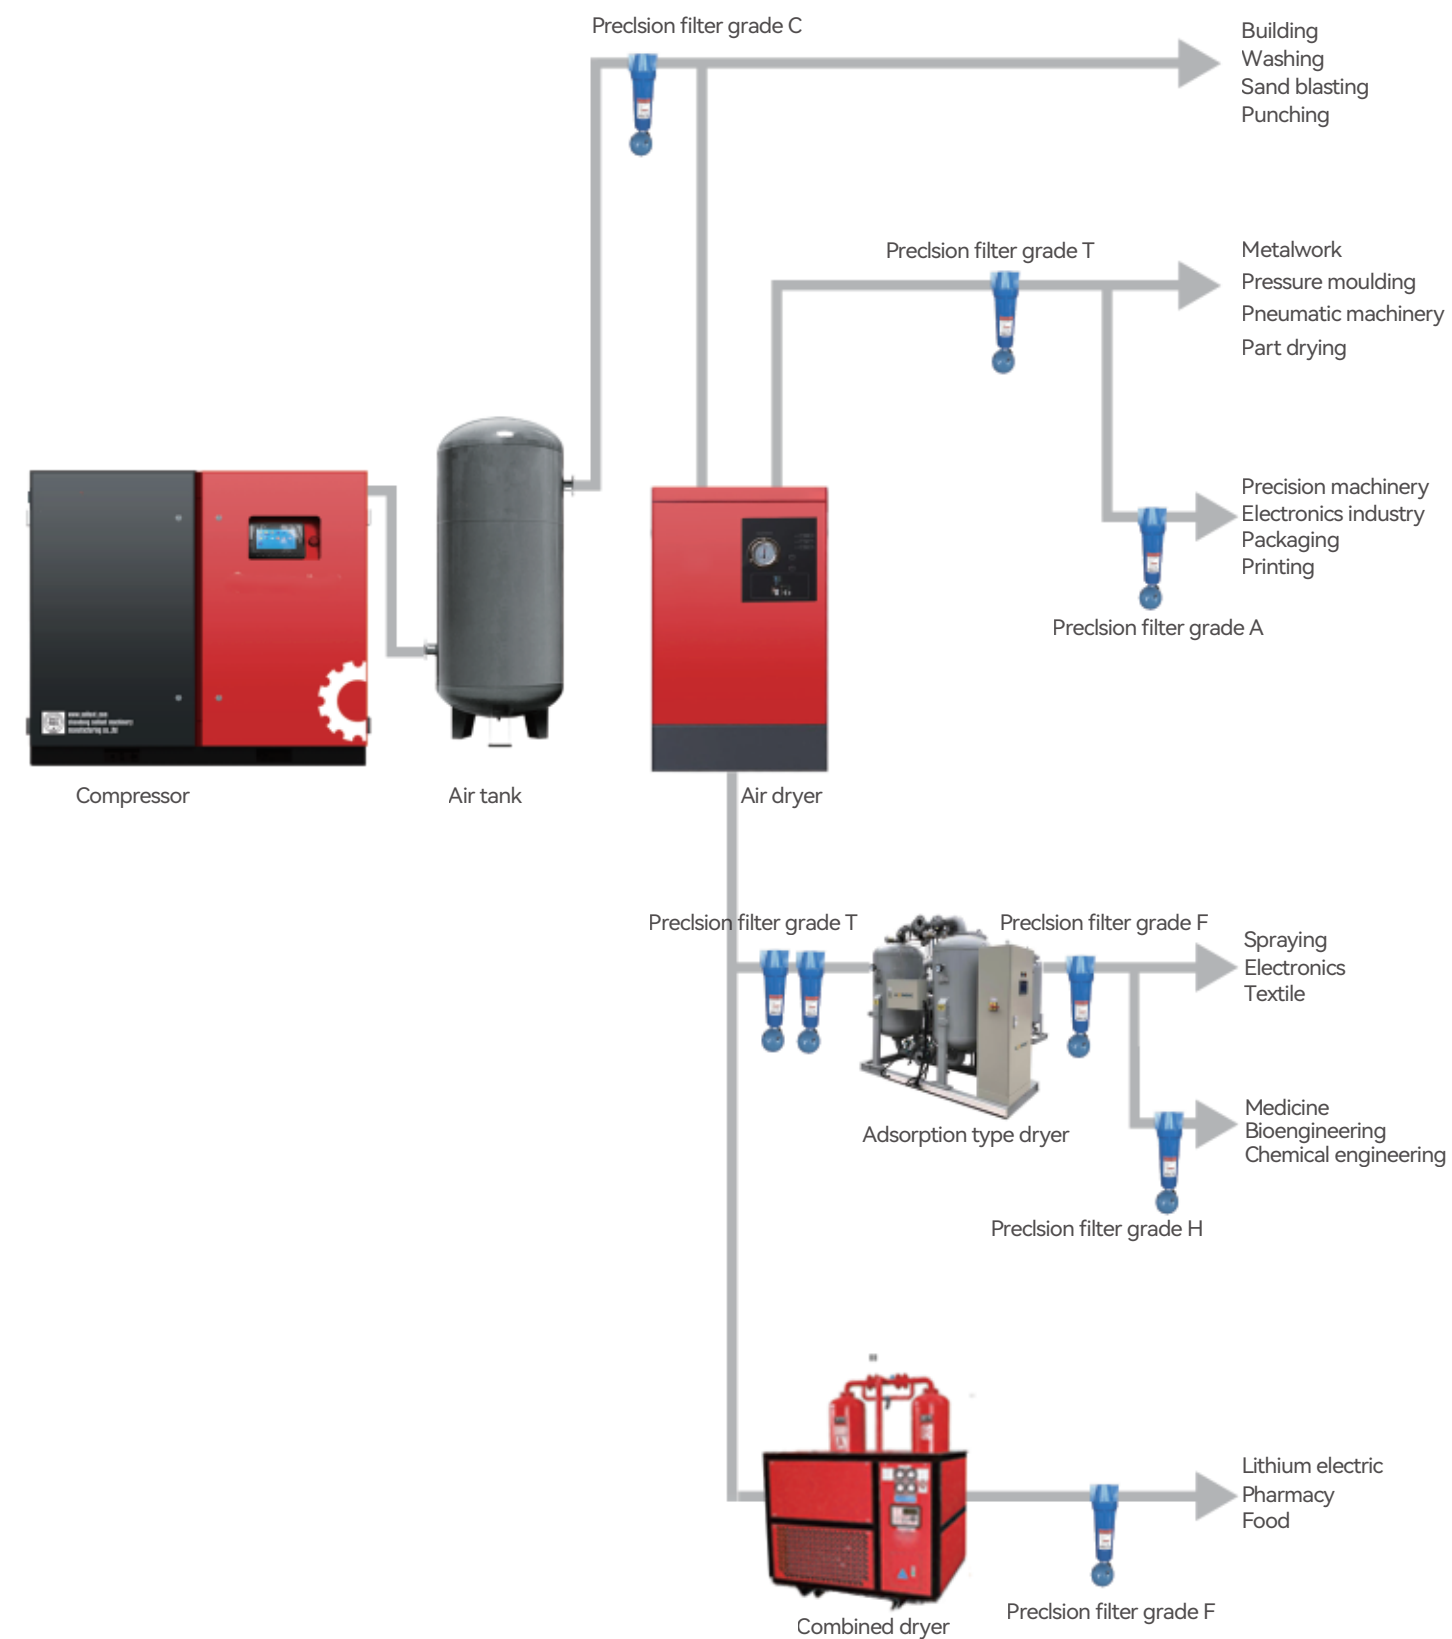 Preclsion filter grade C
Building
Washing
Sand blasting
Punching
Preclsion filter grade T
Metalwork
Pressure moulding
Pneumatic machinery
Part drying
Precision machinery
Electronics industry
Packaging
Printing
Preclsion filter grade A
Compressor
Air tank
Air dryer
Preclsion filter grade T
Preclsion filter grade F
Spraying
Electronics
Textile
Adsorption type dryer
Medicine
Bioengineering
Chemical engineering
Preclsion filter grade H
Lithium electric
Pharmacy
Food
Combined dryer
Preclsion filter grade F